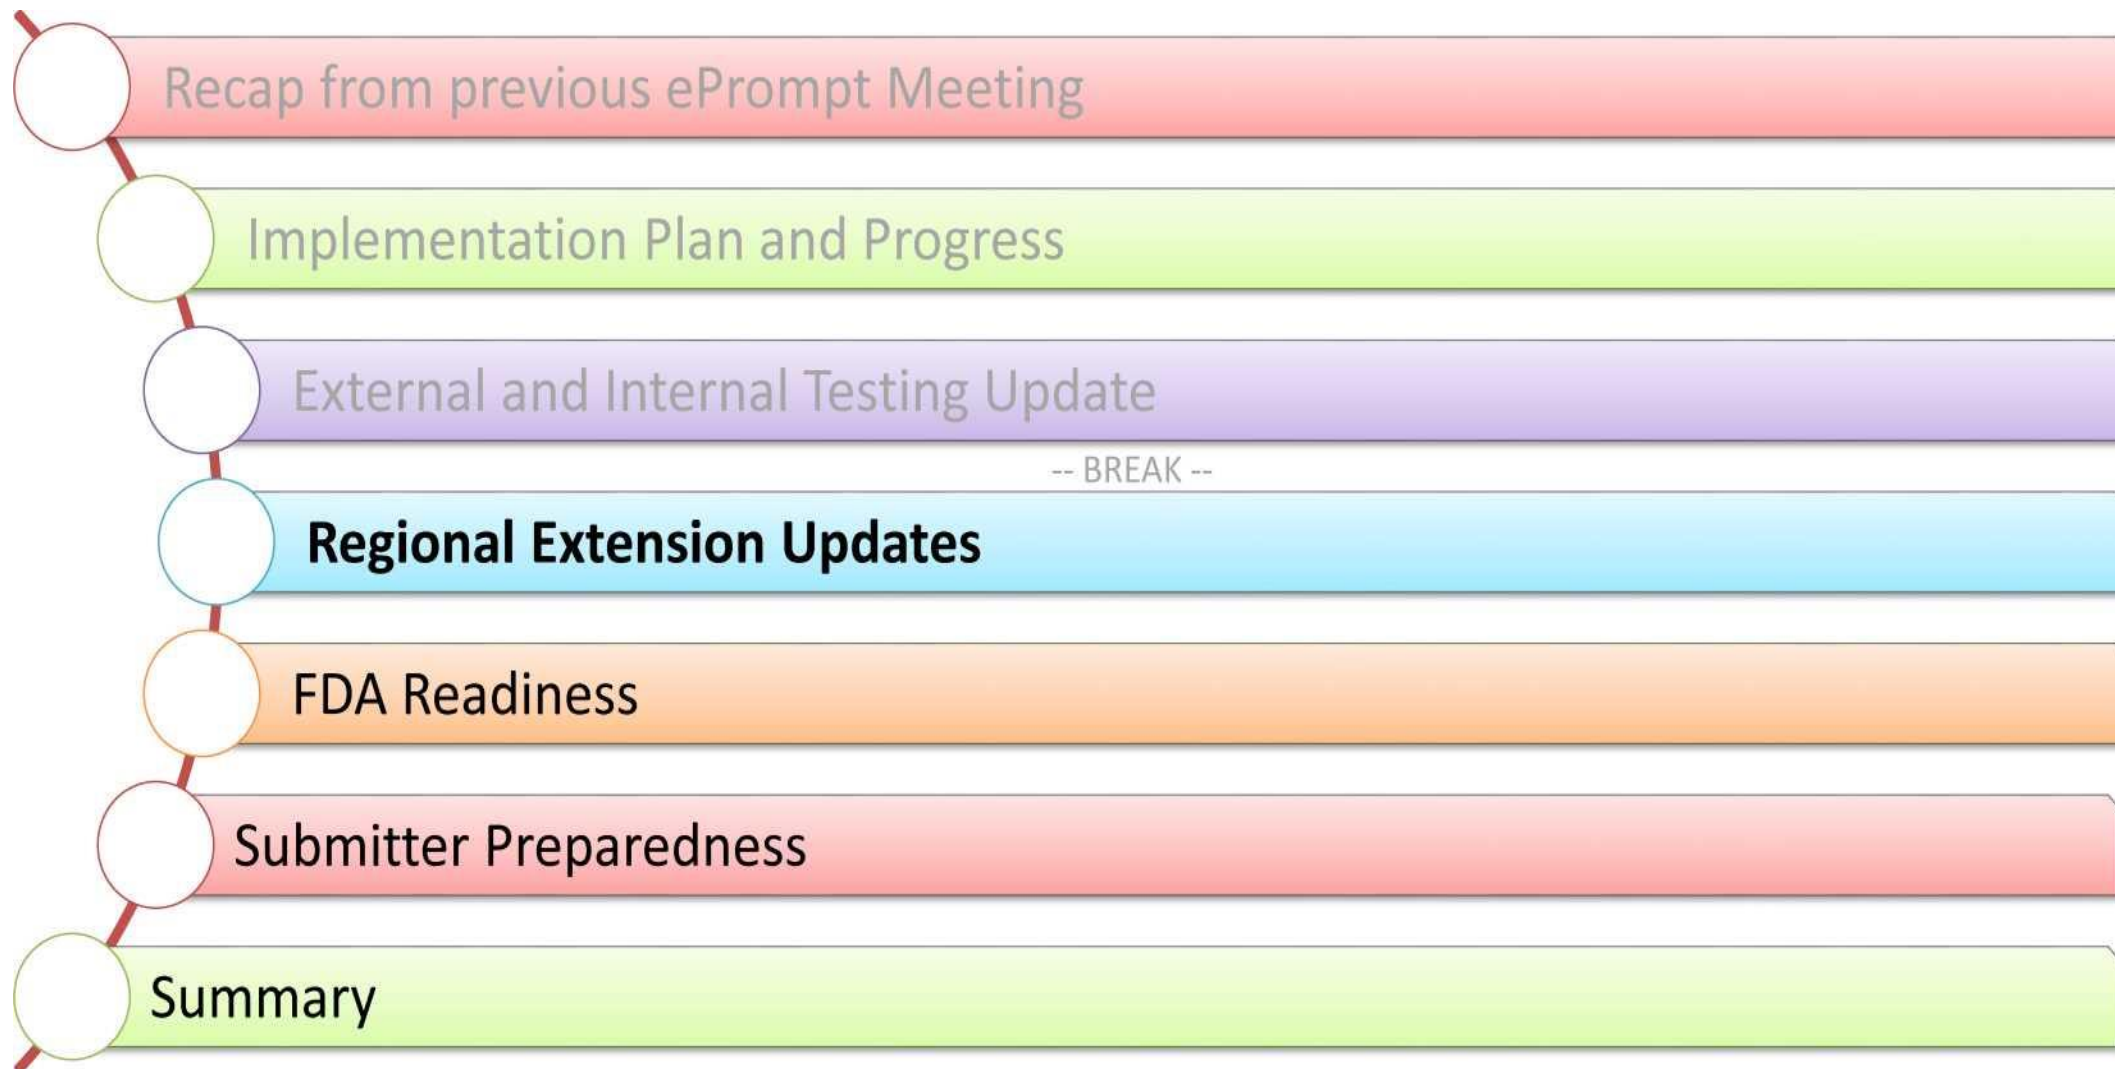 Recap from previous ePrompt Meeting
Implementation Plan and Progress
External and Internal Testing Update
-- BREAK --
Regional Extension Updates
FDA Readiness
Submitter Preparedness
Summary